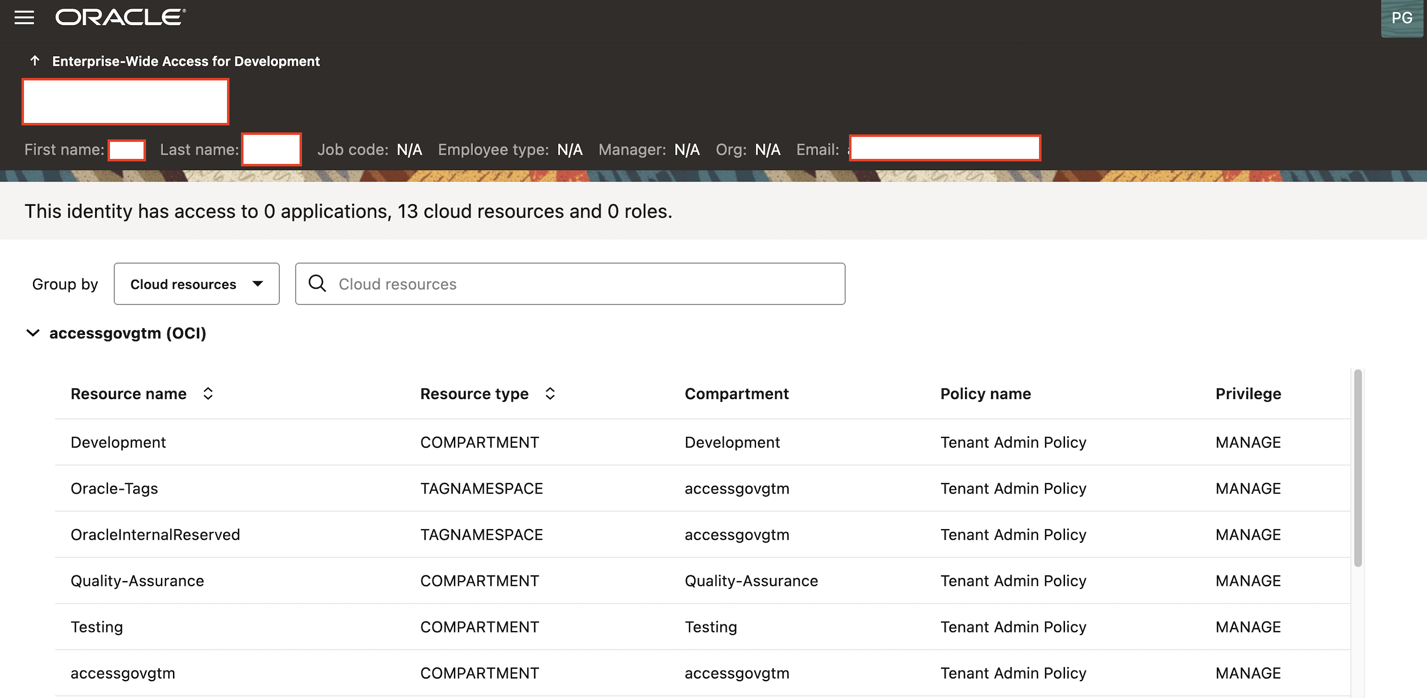 ORACLE
PG
Enterprise-Wide Access for Development
First name: Last name: Job code: N/A Employee type: N/A Manager: N/A Org: N/A Email:
This identity has access to 0 applications, 13 cloud resources and 0 roles.
Group by Cloud resources Cloud resources
accessgovgtm (OCI)
Resource name Resource type Compartment Policy name Privilege
Development COMPARTMENT Development Tenant Admin Policy MANAGE
Oracle-Tags TAGNAMESPACE accessgovgtm Tenant Admin Policy MANAGE
OracleInternalReserved TAGNAMESPACE accessgovgtm Tenant Admin Policy MANAGE
Quality-Assurance COMPARTMENT Quality-Assurance Tenant Admin Policy MANAGE
Testing COMPARTMENT Testing Tenant Admin Policy MANAGE
accessgovgtm COMPARTMENT accessgovgtm Tenant Admin Policy MANAGE